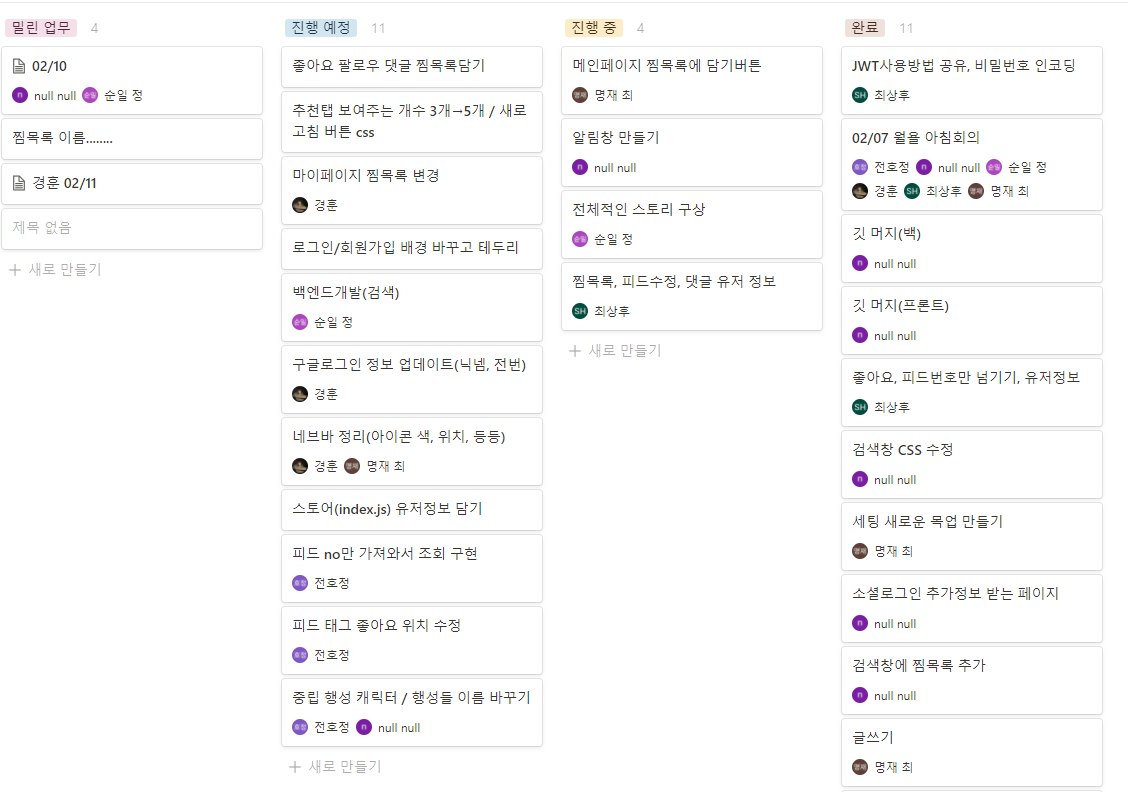 밀린 업무 4
02/10
null null 순일 정
찜목록 이름........
경훈 02/11
제목 없음
+ 새로 만들기
진행 예정 11
좋아요 팔로우 댓글 찜목록담기
추천탭 보여주는 개수 3개→5개 / 새로
고침 버튼 css
마이페이지 찜목록 변경
경훈
로그인/회원가입 배경 바꾸고 테두리
백엔드개발(검색)
순일 정
구글로그인 정보 업데이트(닉넴, 전번)
경훈
네브바 정리(아이콘 색, 위치, 등등)
경훈 명재 최
스토어(index.js) 유저정보 담기
피드 no만 가져와서 조회 구현
전호정
피드 태그 좋아요 위치 수정
전호정
중립 행성 캐릭터 / 행성들 이름 바꾸기
전호정 null null
+ 새로 만들기
진행 중 4
메인페이지 찜목록에 담기버튼
명재 최
알림창 만들기
null null
전체적인 스토리 구상
순일 정
찜목록, 피드수정, 댓글 유저 정보
SH 최상후
+ 새로 만들기
완료 11
JWT사용방법 공유, 비밀번호 인코딩
SH 최상후
02/07 월욜 아침회의
전호정 null null 순일 정
경훈 SH 최상후 명재 최
깃 머지(백)
null null
깃 머지(프론트)
null null
좋아요, 피드번호만 넘기기, 유저정보
SH 최상후
검색창 CSS 수정
null null
세팅 새로운 목업 만들기
명재 최
소셜로그인 추가정보 받는 페이지
null null
검색창에 찜목록 추가
null null
글쓰기
명재 최